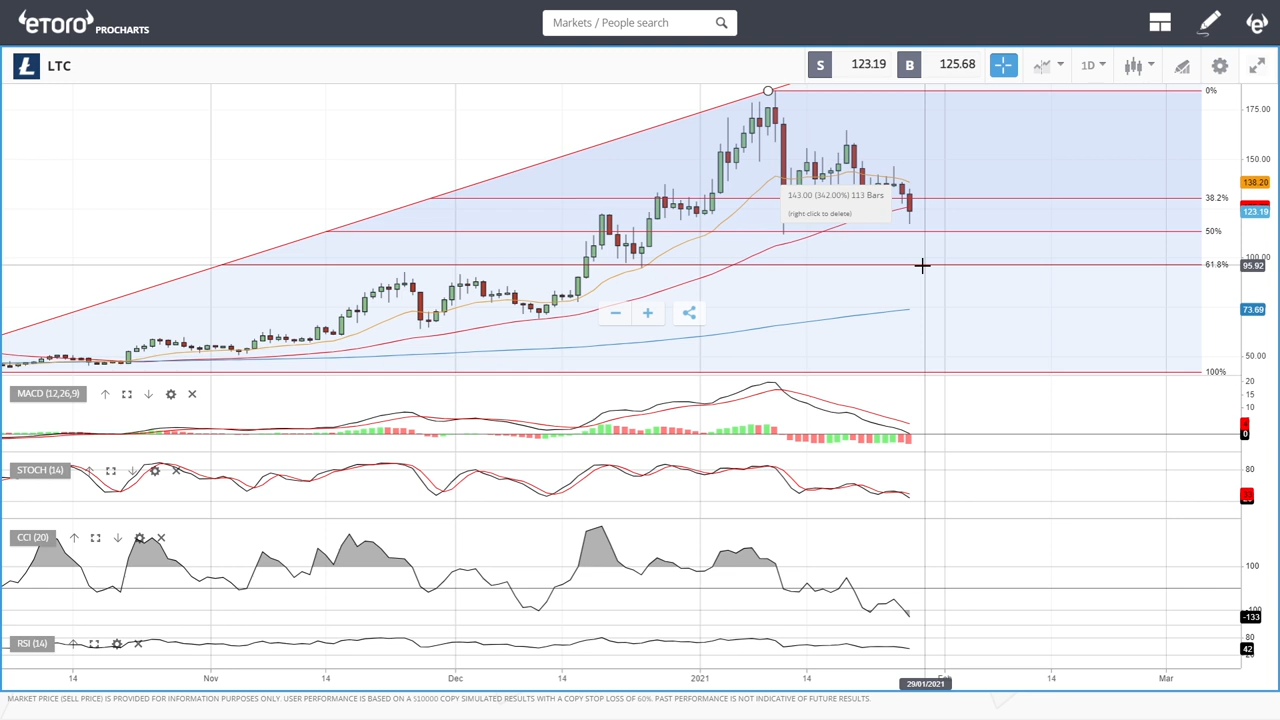 eTORO PROCHARTS
Markets / People search
LTC
S 123.19 B 125.68
1D
0%
175.00
150.00
138.20
143.00 (342.00%) 113 Bars
(right click to delete)
38.2%
123.19
50%
100.00
61.8%
95.92
73.69
50.00
100%
MACD (12,26,9)
20
15
10
0
STOCH (14)
80
CCI (20)
100
-100
-133
RSI (14)
80
42
14 Nov 14 Dec 14 2021 14 Feb 14 Mar
29/01/2021
MARKET PRICE (SELL PRICE) IS PROVIDED FOR INFORMATION PURPOSES ONLY. USER PERFORMANCE IS BASED ON A $10000 COPY SIMULATED RESULTS WITH A COPY STOP LOSS OF 60%. PAST PERFORMANCE IS NOT INDICATIVE OF FUTURE RESULTS.